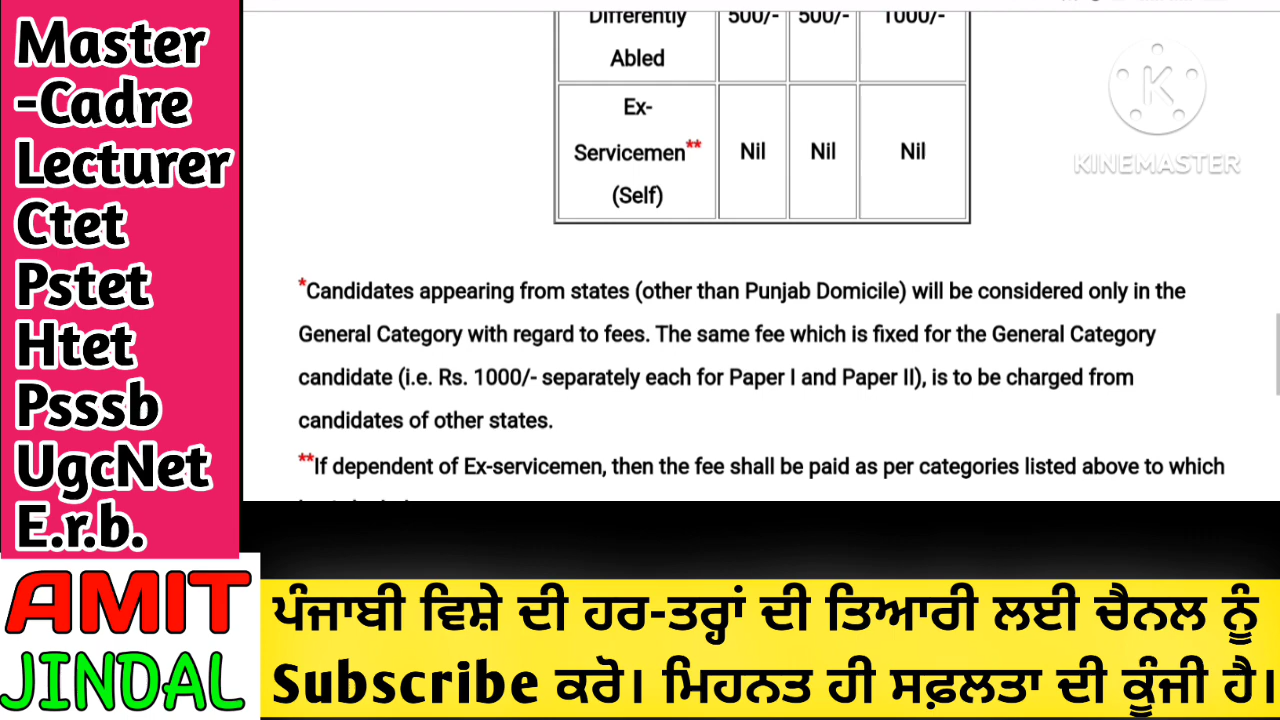 Master
-Cadre
Lecturer
Ctet
Pstet
Htet
Psssb
UgcNet
E.r.b.
AMIT
JINDAL
Differently
Abled
500/-
500/-
1000/-
Ex-
Servicemen**
(Self)
Nil
Nil
Nil
KINEMASTER
*Candidates appearing from states (other than Punjab Domicile) will be considered only in the
General Category with regard to fees. The same fee which is fixed for the General Category
candidate (i.e. Rs. 1000/- separately each for Paper I and Paper II), is to be charged from
candidates of other states.
**If dependent of Ex-servicemen, then the fee shall be paid as per categories listed above to which
ਪੰਜਾਬੀ ਵਿਸ਼ੇ ਦੀ ਹਰ-ਤਰ੍ਹਾਂ ਦੀ ਤਿਆਰੀ ਲਈ ਚੈਨਲ ਨੂੰ
Subscribe ਕਰੋ। ਮਿਹਨਤ ਹੀ ਸਫ਼ਲਤਾ ਦੀ ਕੂੰਜੀ ਹੈ।